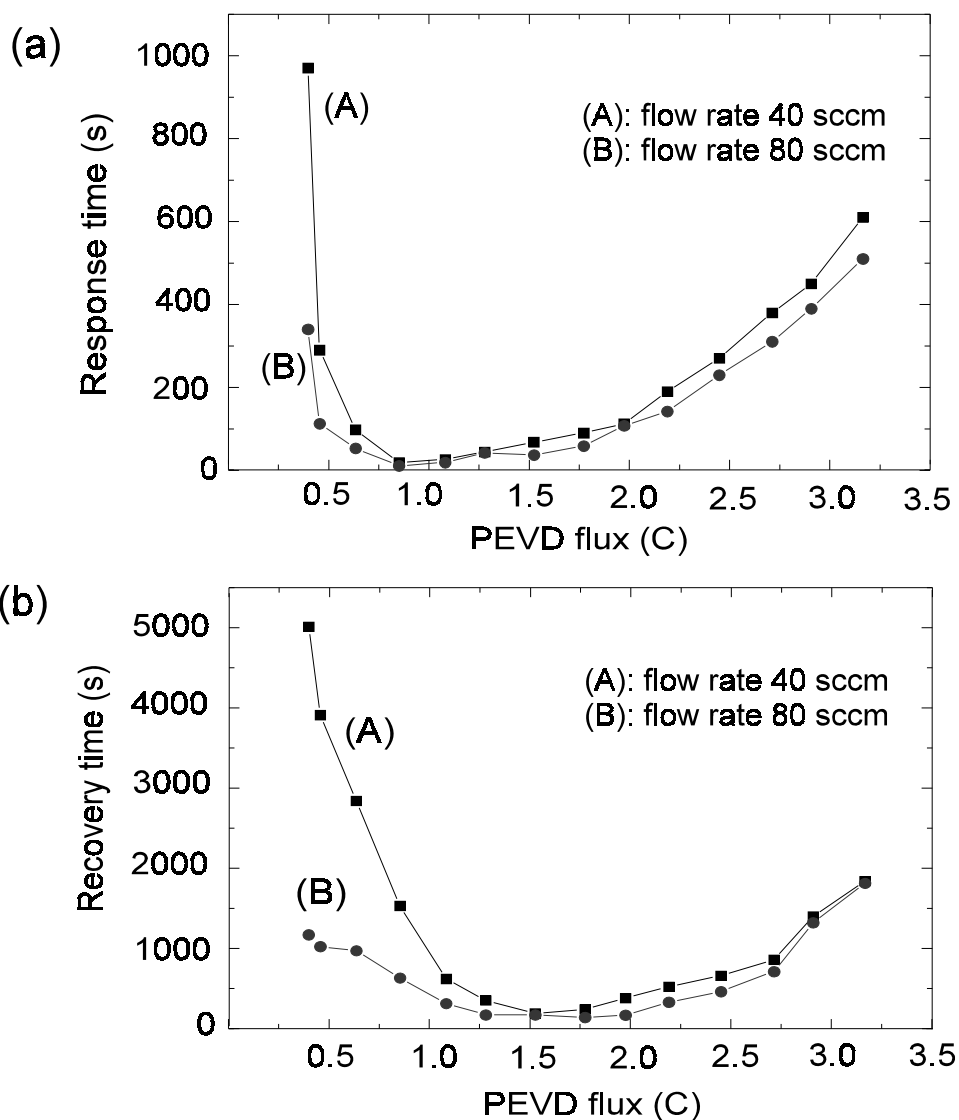 (a)
1000
800
600
400
200
0
Response time (s)
(A)
(B)
(A): flow rate 40 sccm
(B): flow rate 80 sccm
0.5 1.0 1.5 2.0 2.5 3.0 3.5
PEVD flux (C)
(b)
5000
4000
3000
2000
1000
0
Recovery time (s)
(A)
(B)
(A): flow rate 40 sccm
(B): flow rate 80 sccm
0.5 1.0 1.5 2.0 2.5 3.0 3.5
PEVD flux (C)